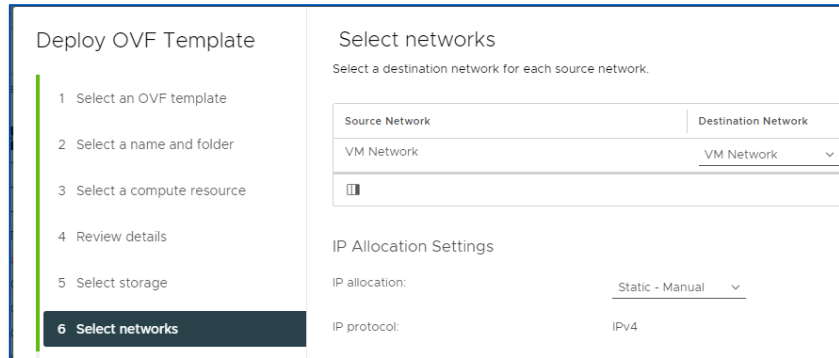 Deploy OVF Template
1 Select an OVF template
2 Select a name and folder
3 Select a compute resource
4 Review details
5 Select storage
6 Select networks
Select networks
Select a destination network for each source network.
Source Network Destination Network
VM Network VM Network
IP Allocation Settings
IP allocation: Static - Manual
IP protocol: IPv4